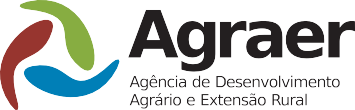 Agraer
Agência de Desenvolvimento
Agrário e Extensão Rural